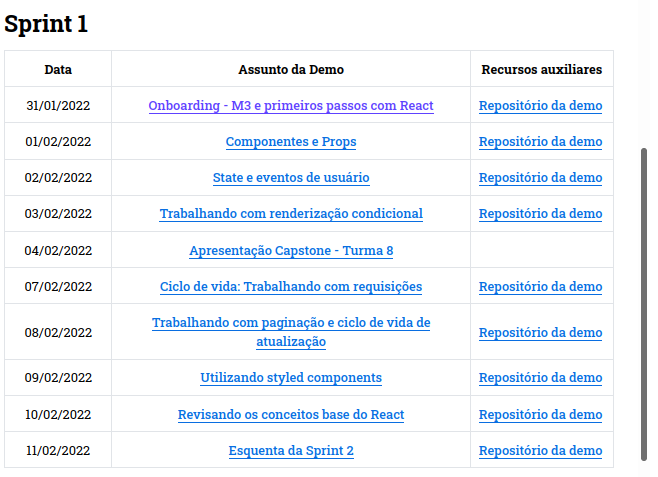 Sprint 1
Data Assunto da Demo Recursos auxiliares
31/01/2022 Onboarding - M3 e primeiros passos com React Repositório da demo
01/02/2022 Componentes e Props Repositório da demo
02/02/2022 State e eventos de usuário Repositório da demo
03/02/2022 Trabalhando com renderização condicional Repositório da demo
04/02/2022 Apresentação Capstone - Turma 8
07/02/2022 Ciclo de vida: Trabalhando com requisições Repositório da demo
08/02/2022 Trabalhando com paginação e ciclo de vida de
atualização Repositório da demo
09/02/2022 Utilizando styled components Repositório da demo
10/02/2022 Revisando os conceitos base do React Repositório da demo
11/02/2022 Esquenta da Sprint 2 Repositório da demo